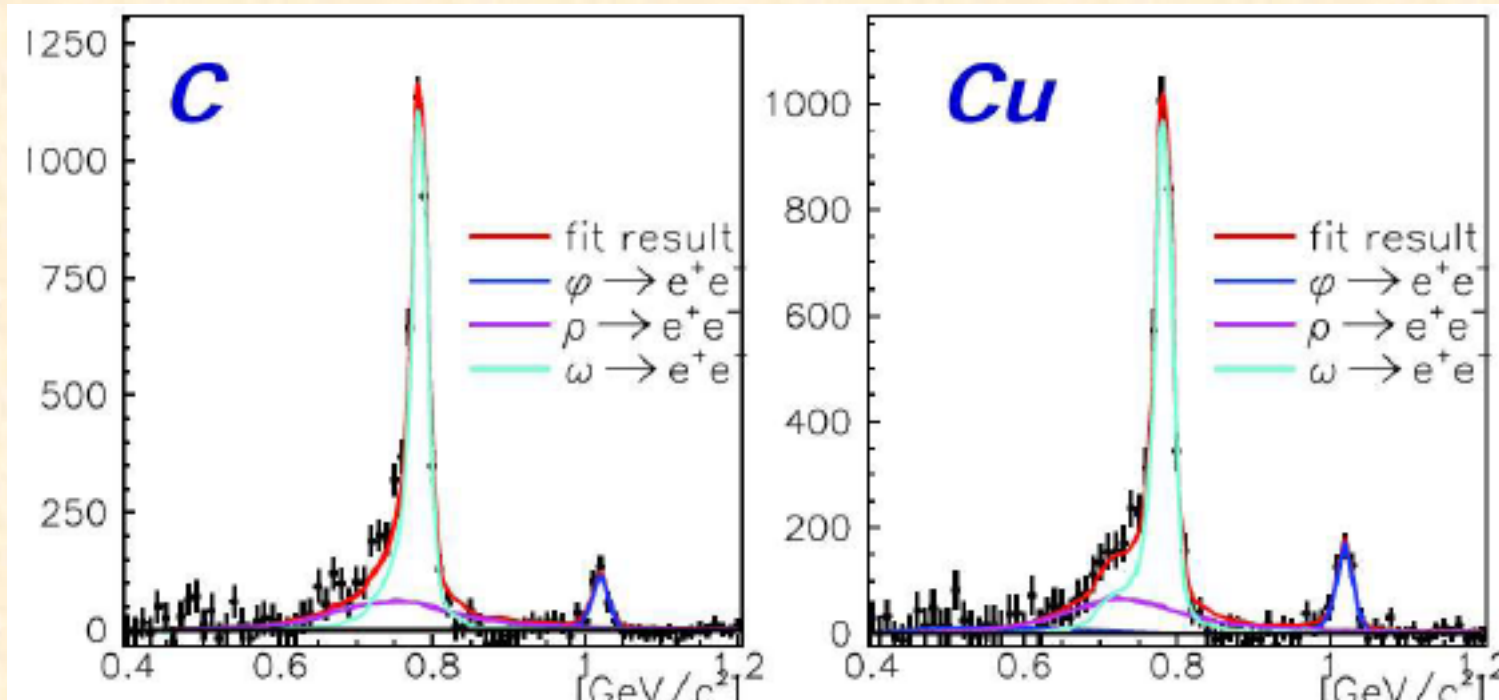 C
1250
1000
750
500
250
0
0.4
0.6
0.8
1
1.2
[GeV/c²]
fit result
φ → e⁺e⁻
ρ → e⁺e⁻
ω → e⁺e⁻
Cu
1000
800
600
400
200
0
0.4
0.6
0.8
1
1.2
[GeV/c²]
fit result
φ → e⁺e⁻
ρ → e⁺e⁻
ω → e⁺e⁻